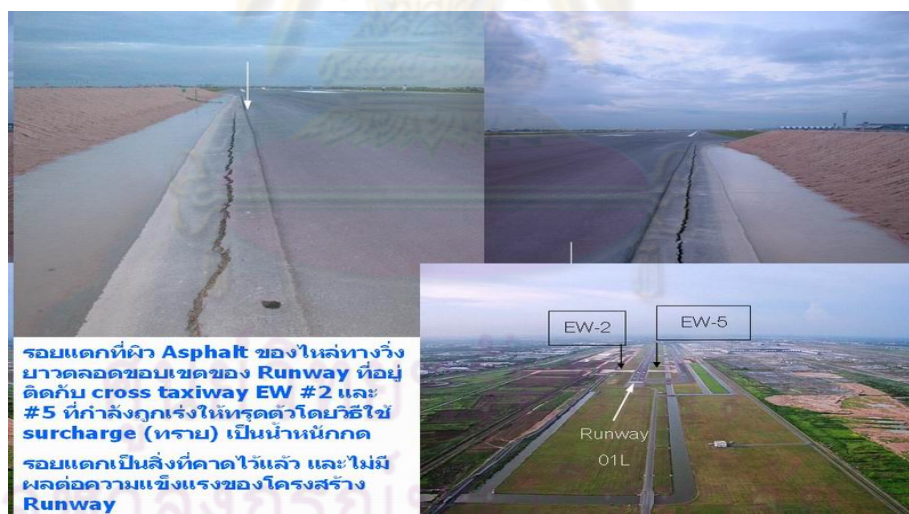 EW-2
EW-5
Runway
01L
รอยแตกที่ผิว Asphalt ของไหล่ทางวิ่ง
ยาวตลอดขอบเขตของ Runway ที่อยู่
ติดกับ cross taxiway EW #2 และ
#5 ที่กำลังถูกเร่งให้ทรุดตัวโดยวิธีใช้
surcharge (ทราย) เป็นน้ำหนักกด
รอยแตกเป็นสิ่งที่คาดไว้แล้ว และไม่มี
ผลต่อความแข็งแรงของโครงสร้าง
Runway